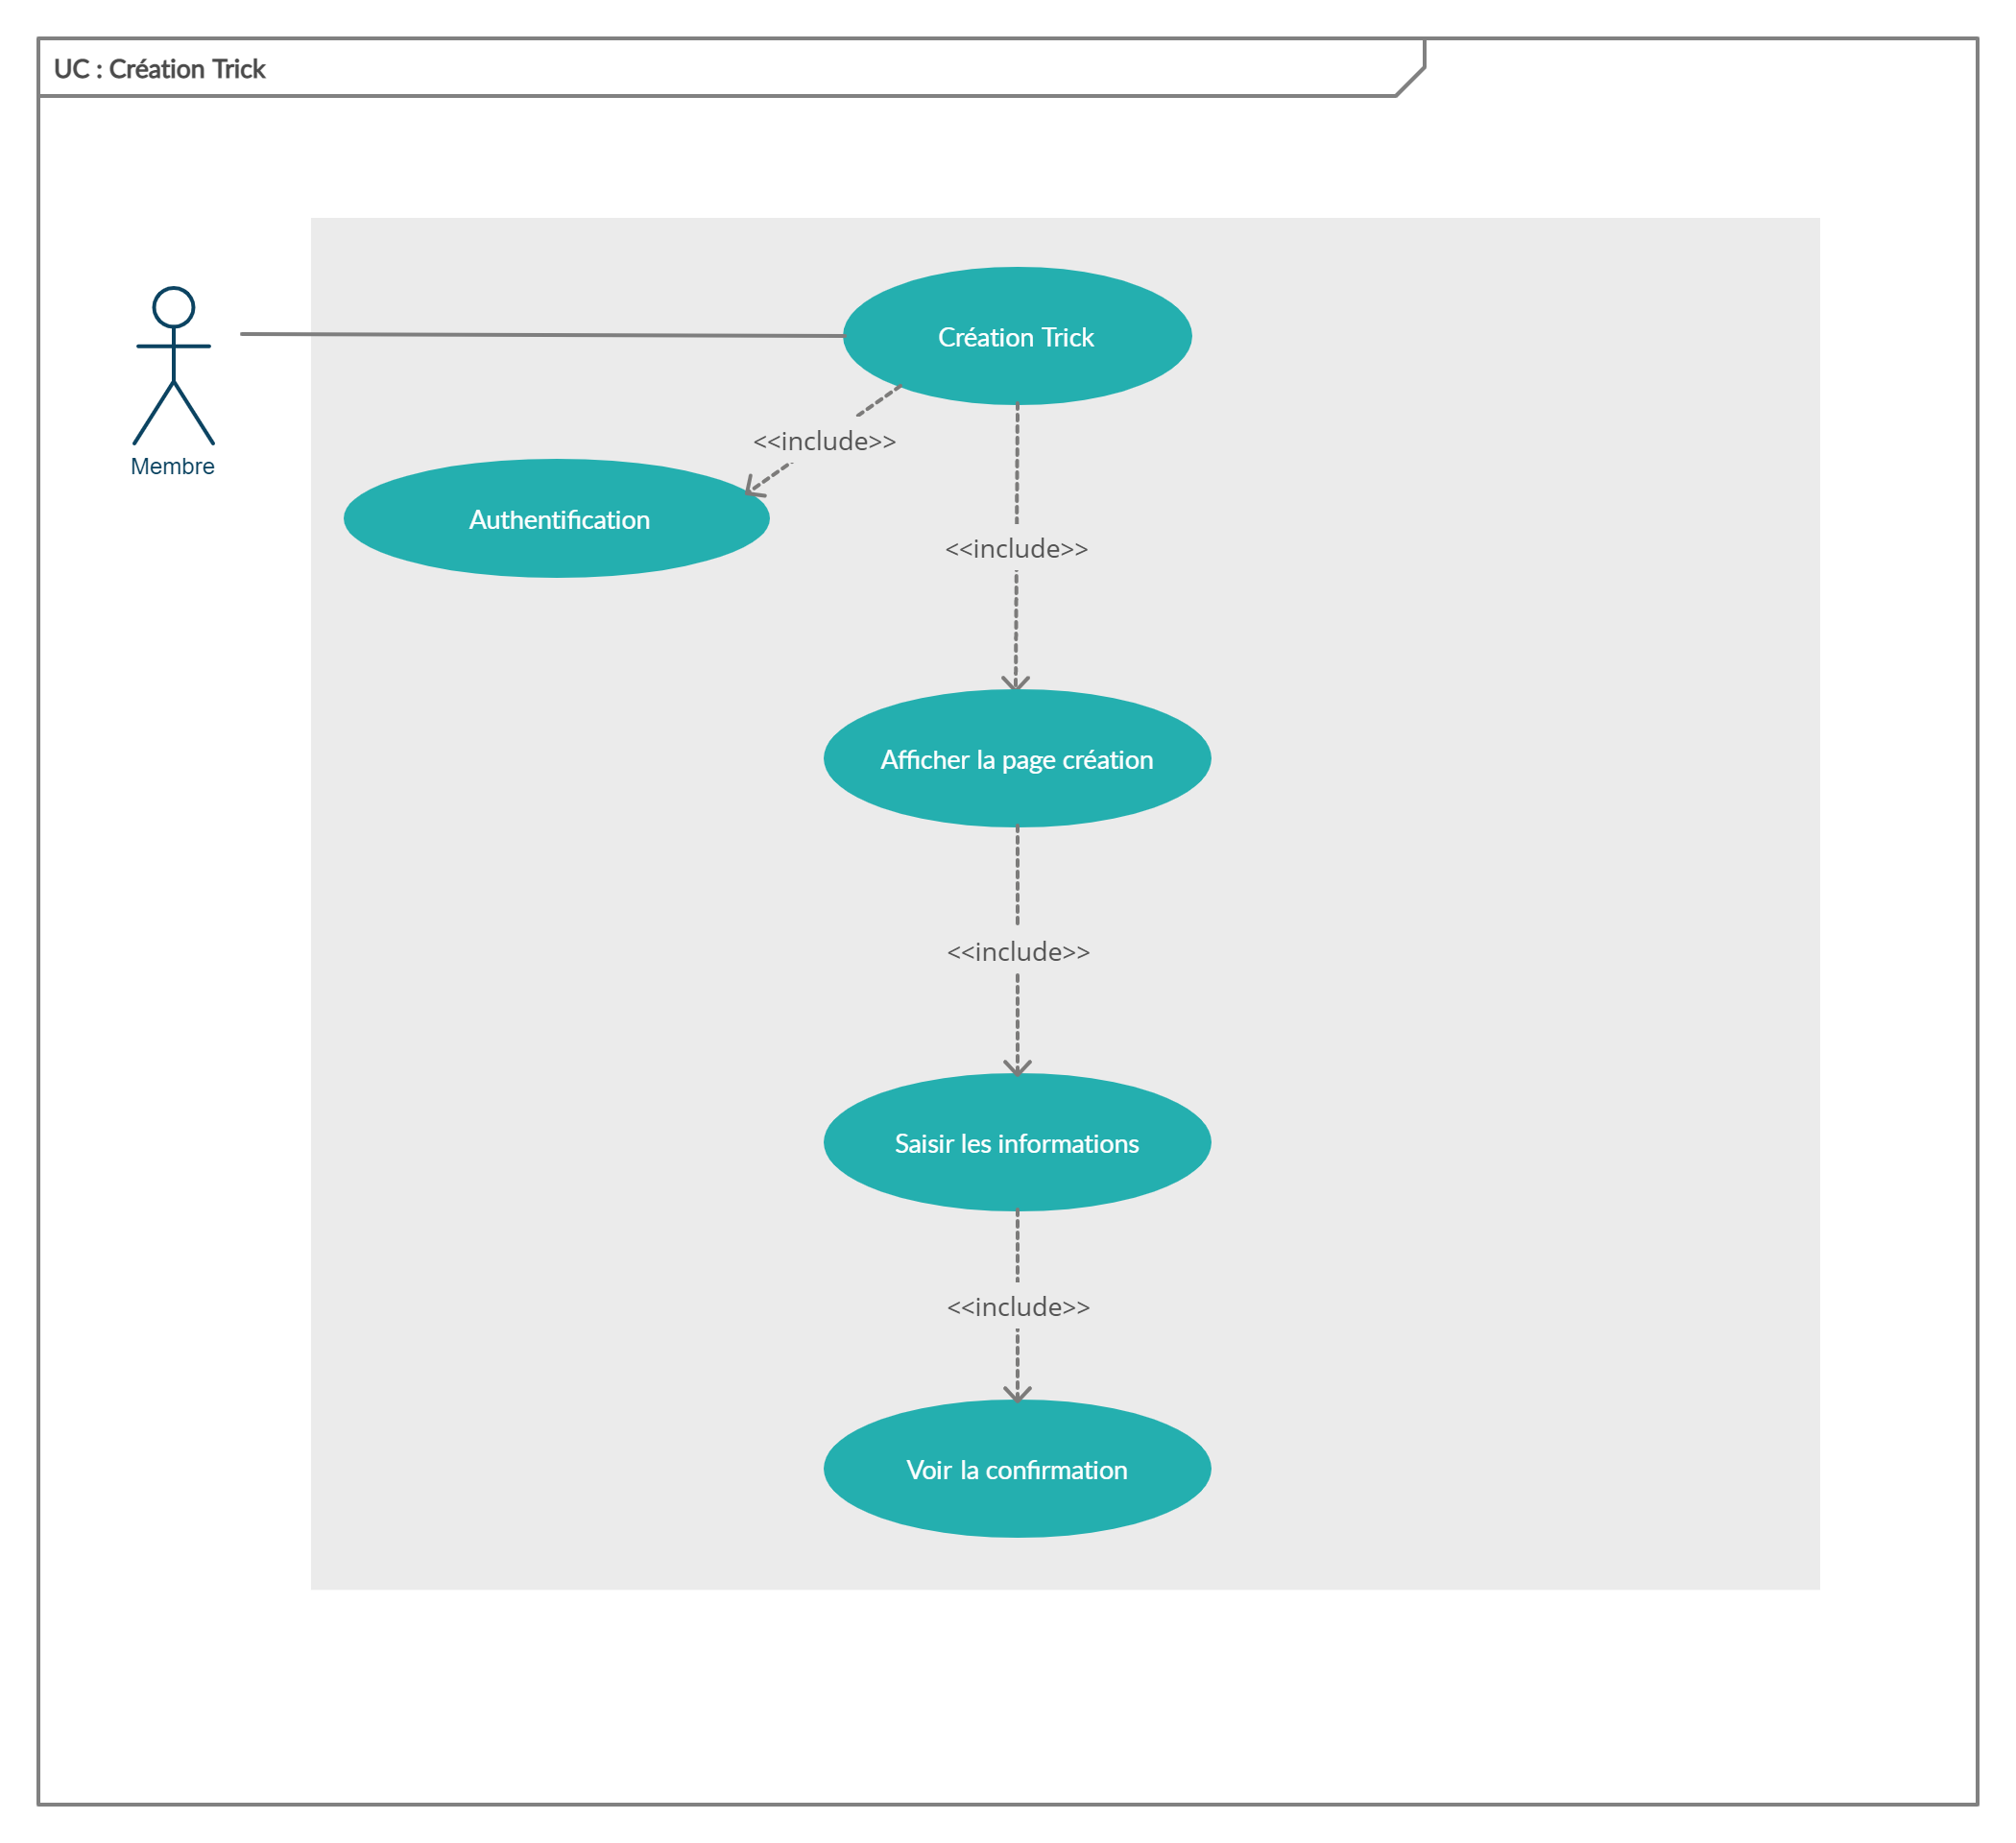 UC : Création Trick
Création Trick
<<include>>
Membre
Authentification
<<include>>
Afficher la page création
<<include>>
Saisir les informations
<<include>>
Voir la confirmation